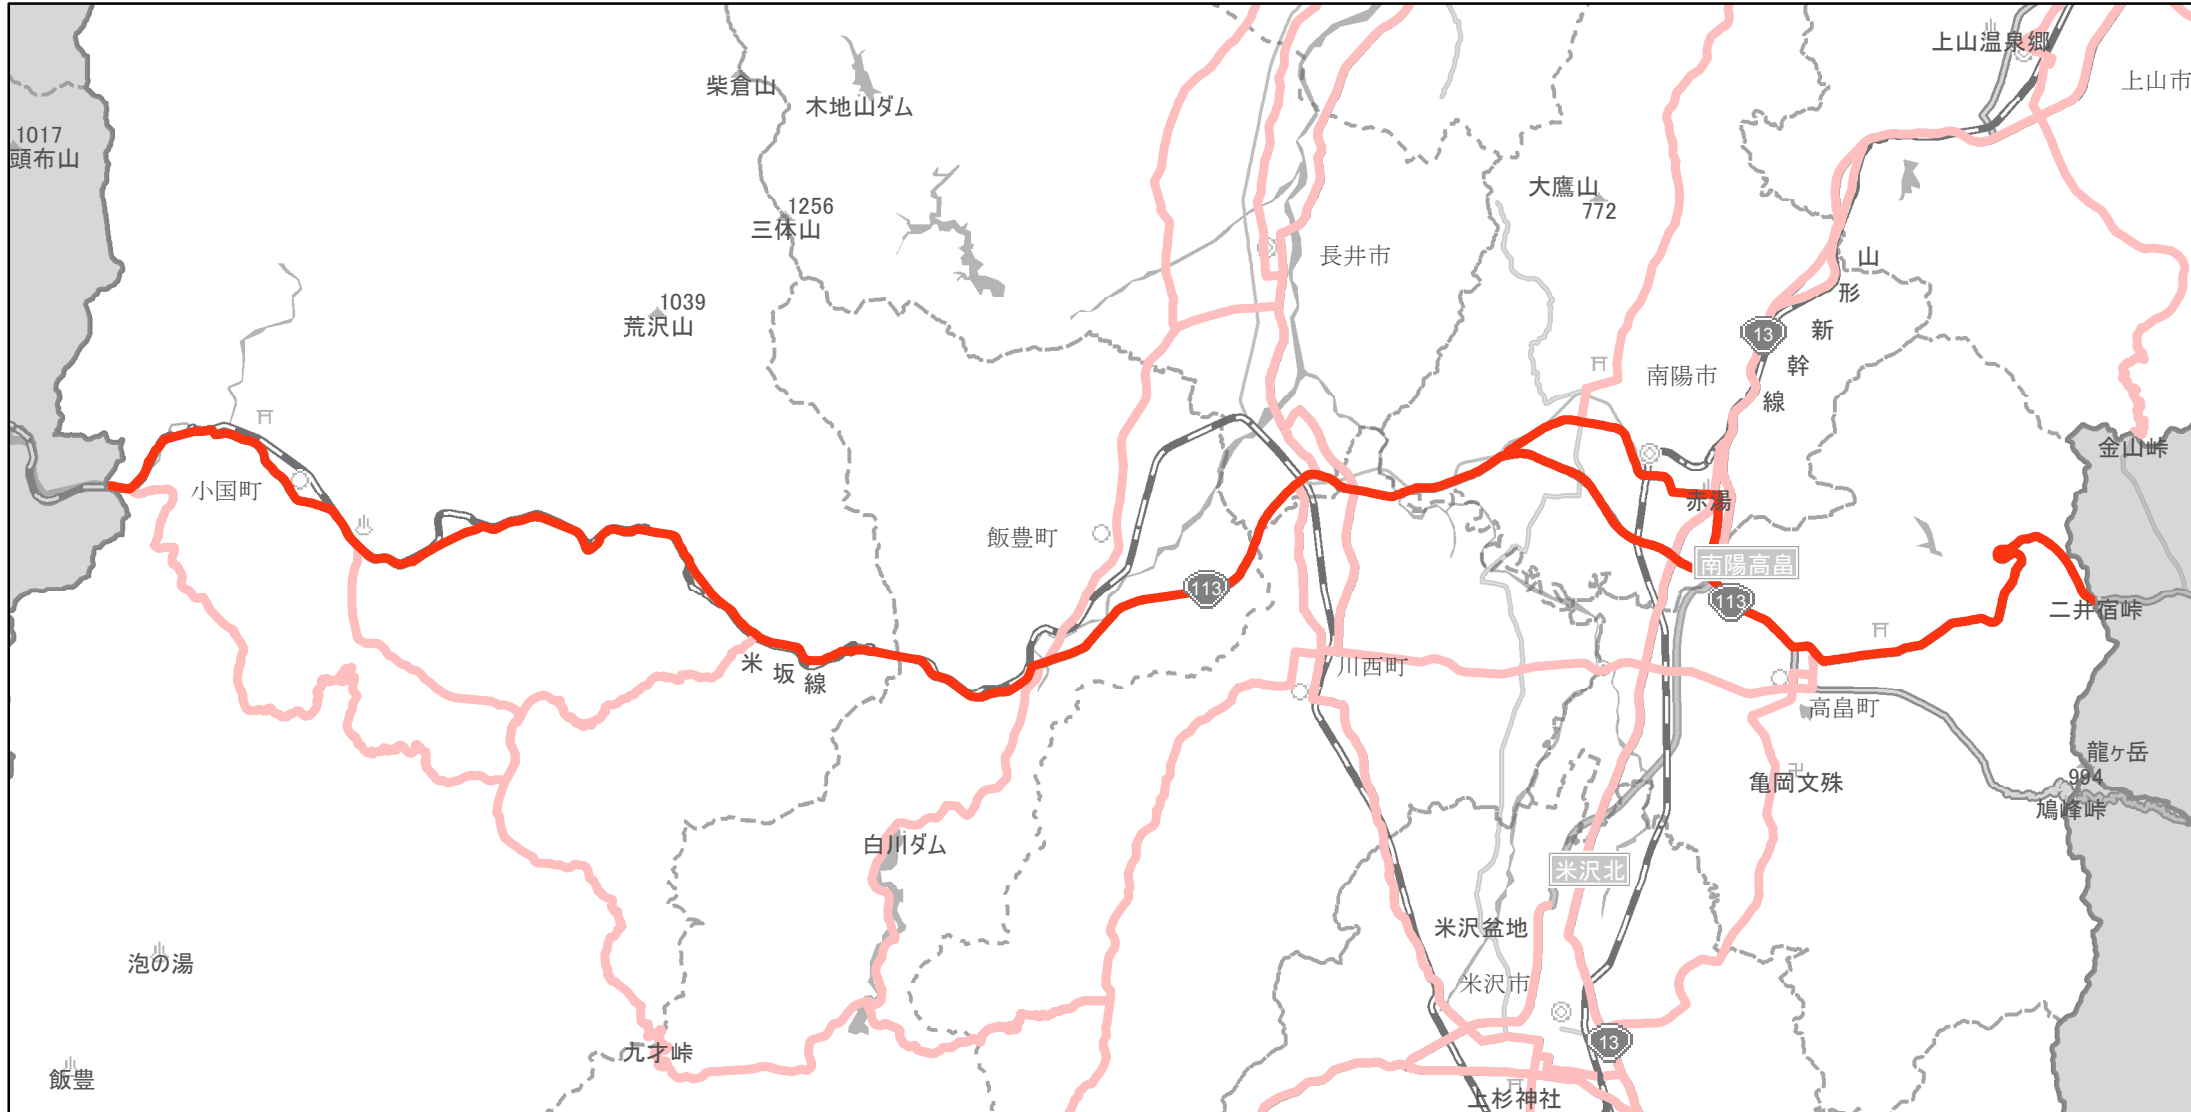 上山温泉郷
上山市
柴倉山
木地山ダム
1017
頭布山
大鷹山
772
1256
三体山
長井市
山形新幹線
1039
荒沢山
13
南陽市
金山峠
小国町
赤湯
飯豊町
南陽高畠
113
113
二井宿峠
米坂線
川西町
高畠町
龍ヶ岳
994
亀岡文殊
鳩峰峠
白川ダム
米沢北
米沢盆地
泡の湯
米沢市
13
九才峠
飯豊
上杉神社